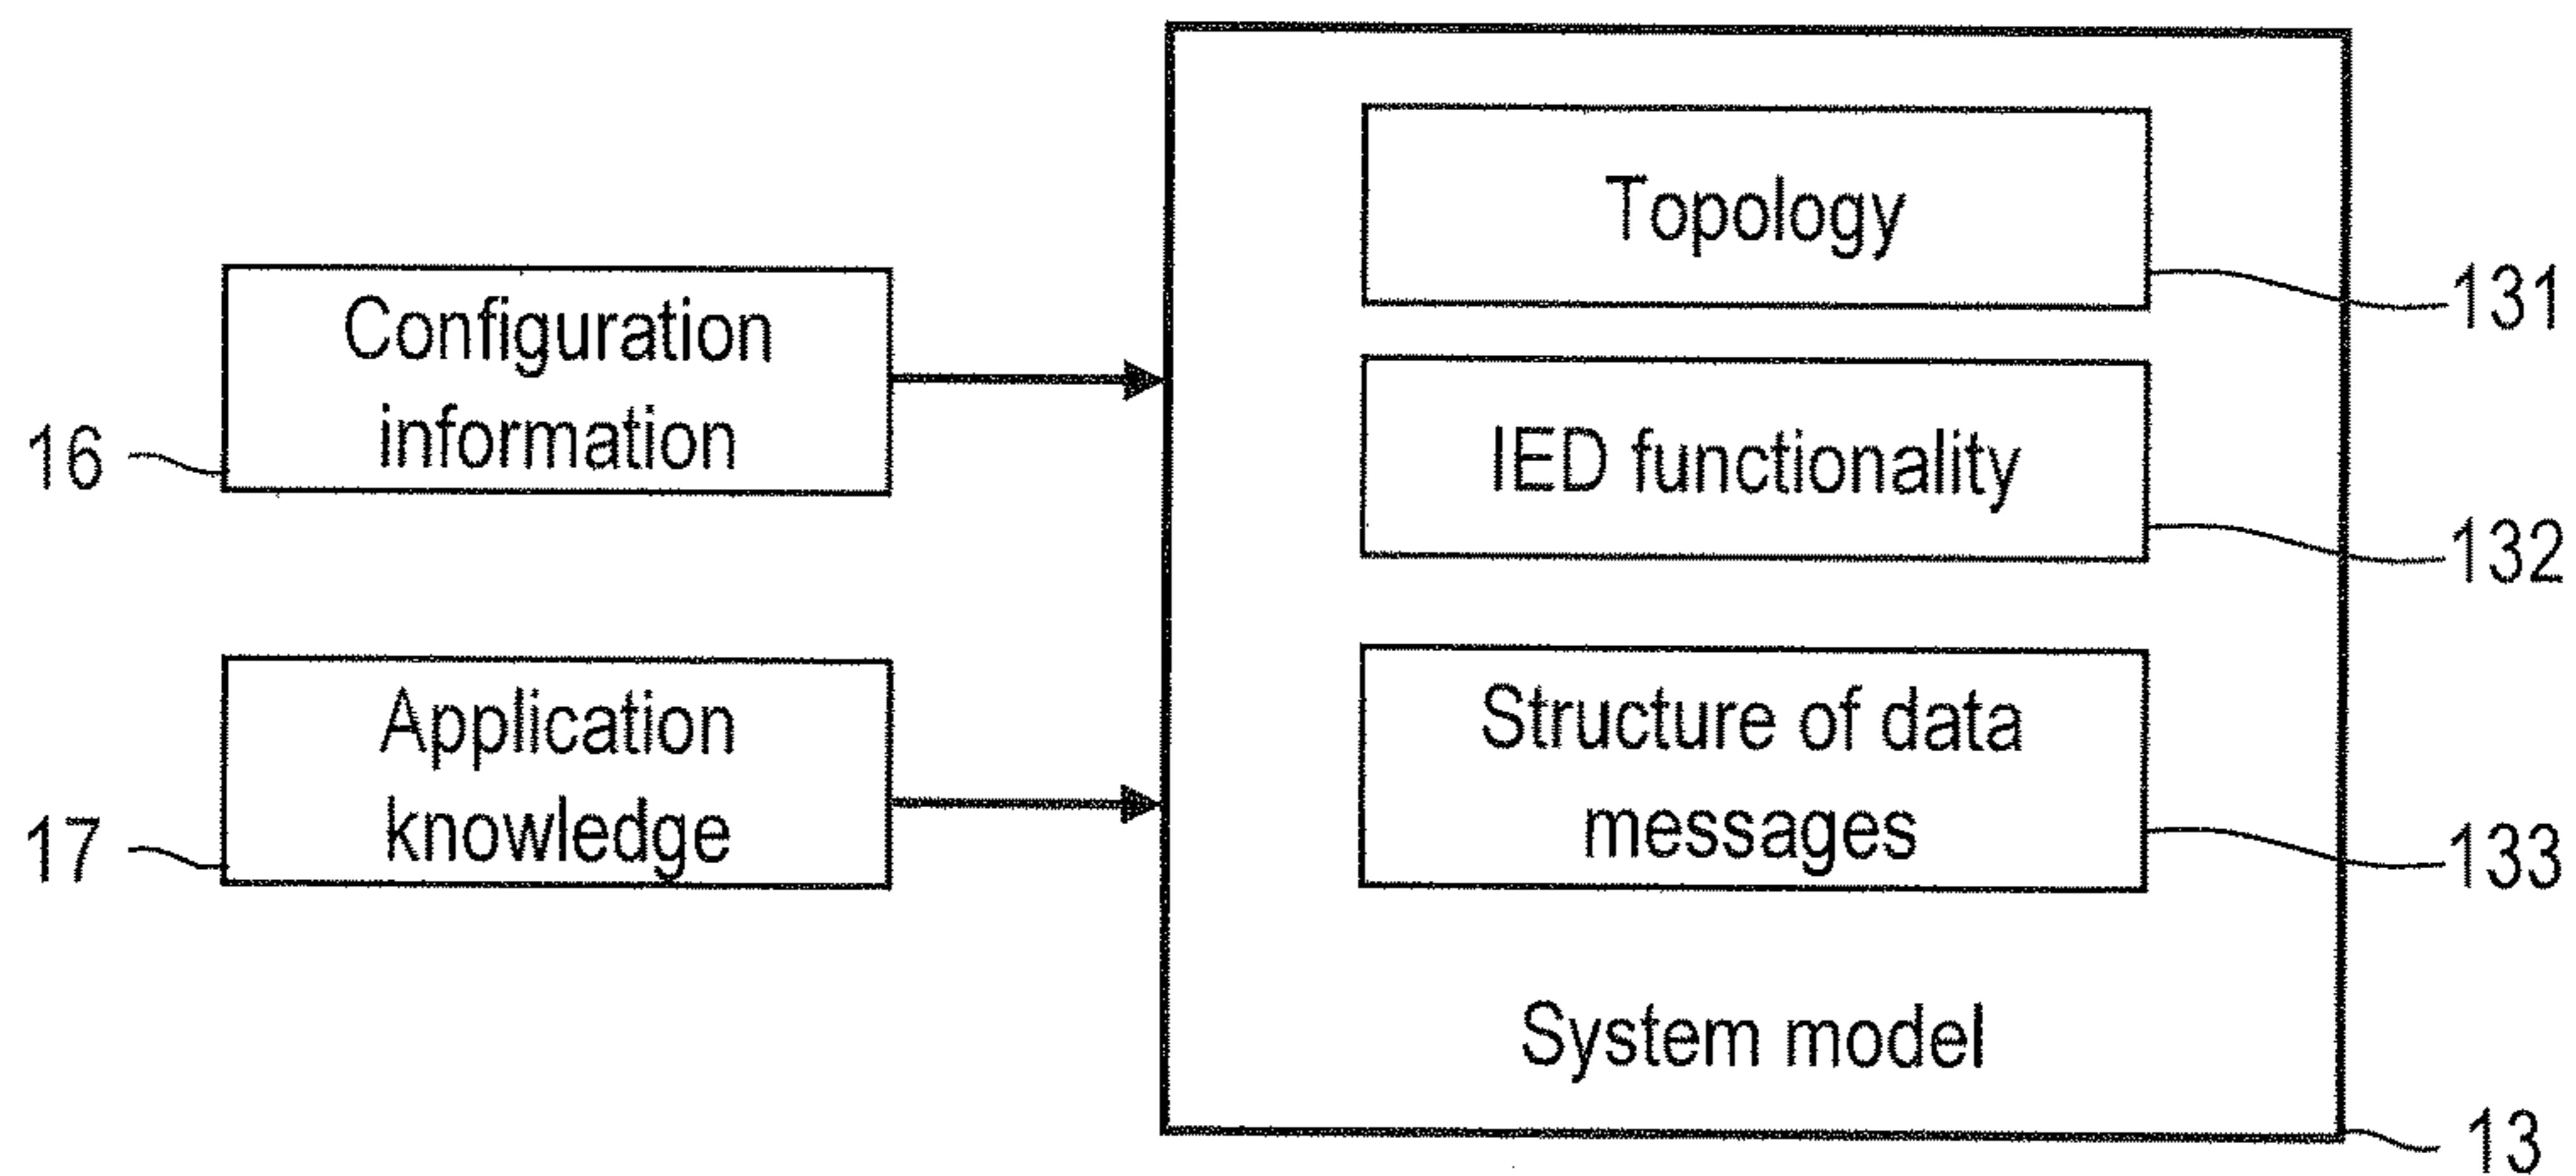 Configuration
information
16
Application
knowledge
17
Topology
131
IED functionality
132
Structure of data
messages
133
System model
13